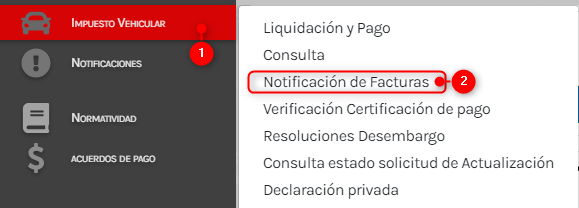 Impuesto Vehicular
1
Notificaciones
Normatividad
$
acuerdos de pago
Liquidación y Pago
Consulta
Notificación de Facturas
2
Verificación Certificación de pago
Resoluciones Desembargo
Consulta estado solicitud de Actualización
Declaración privada